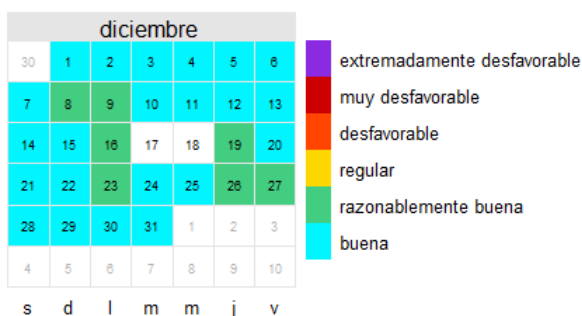 diciembre
30 1 2 3 4 5 6
7 8 9 10 11 12 13
14 15 16 17 18 19 20
21 22 23 24 25 26 27
28 29 30 31 1 2 3
4 5 6 7 8 9 10
s d l m m j v
extremadamente desfavorable
muy desfavorable
desfavorable
regular
razonablemente buena
buena